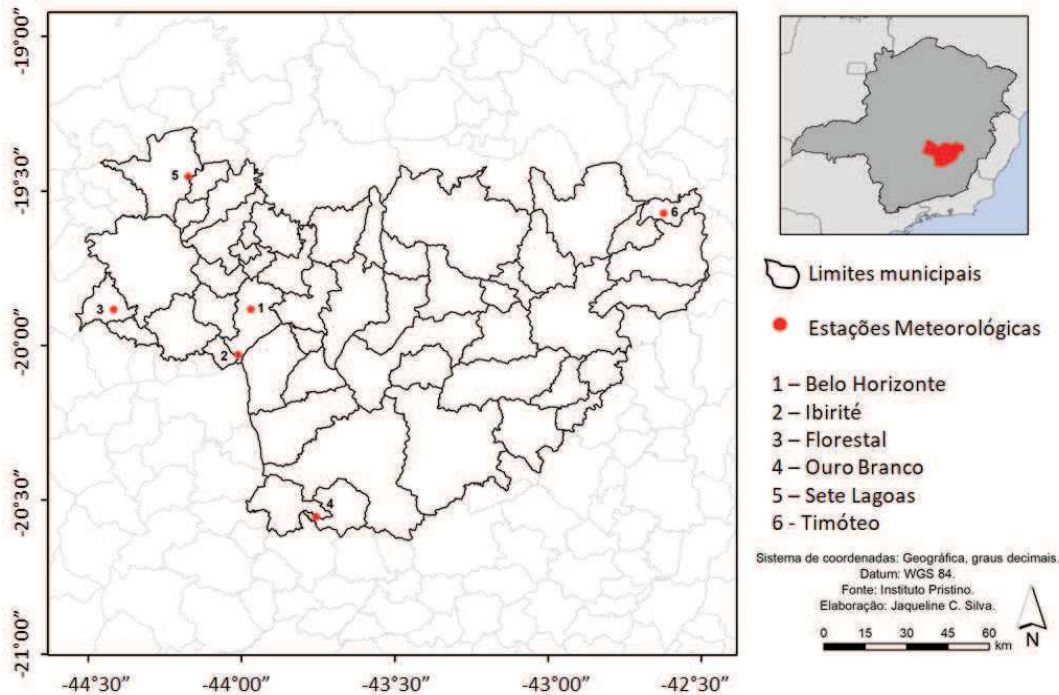 -19°00”
-19°30”
-20°00”
-20°30”
-21°00”
-44°30”
-44°00”
-43°30”
-43°00”
-42°30”
5
6
3
1
2
4
Limites municipais
Estações Meteorológicas
1 – Belo Horizonte
2 – Ibirité
3 – Florestal
4 – Ouro Branco
5 – Sete Lagoas
6 - Timóteo
Sistema de coordenadas: Geográfica, graus decimais.
Datum: WGS 84.
Fonte: Instituto Pristino.
Elaboração: Jaqueline C. Silva.
0 15 30 45 60
km
N